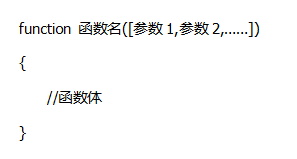 function 函数名([参数1,参数2,……])
{
//函数体
}